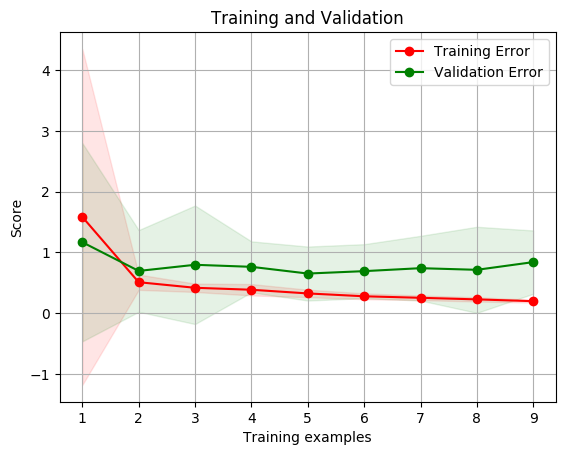 Training and Validation
Training Error
Validation Error
Score
4
3
2
1
0
−1
1 2 3 4 5 6 7 8 9
Training examples